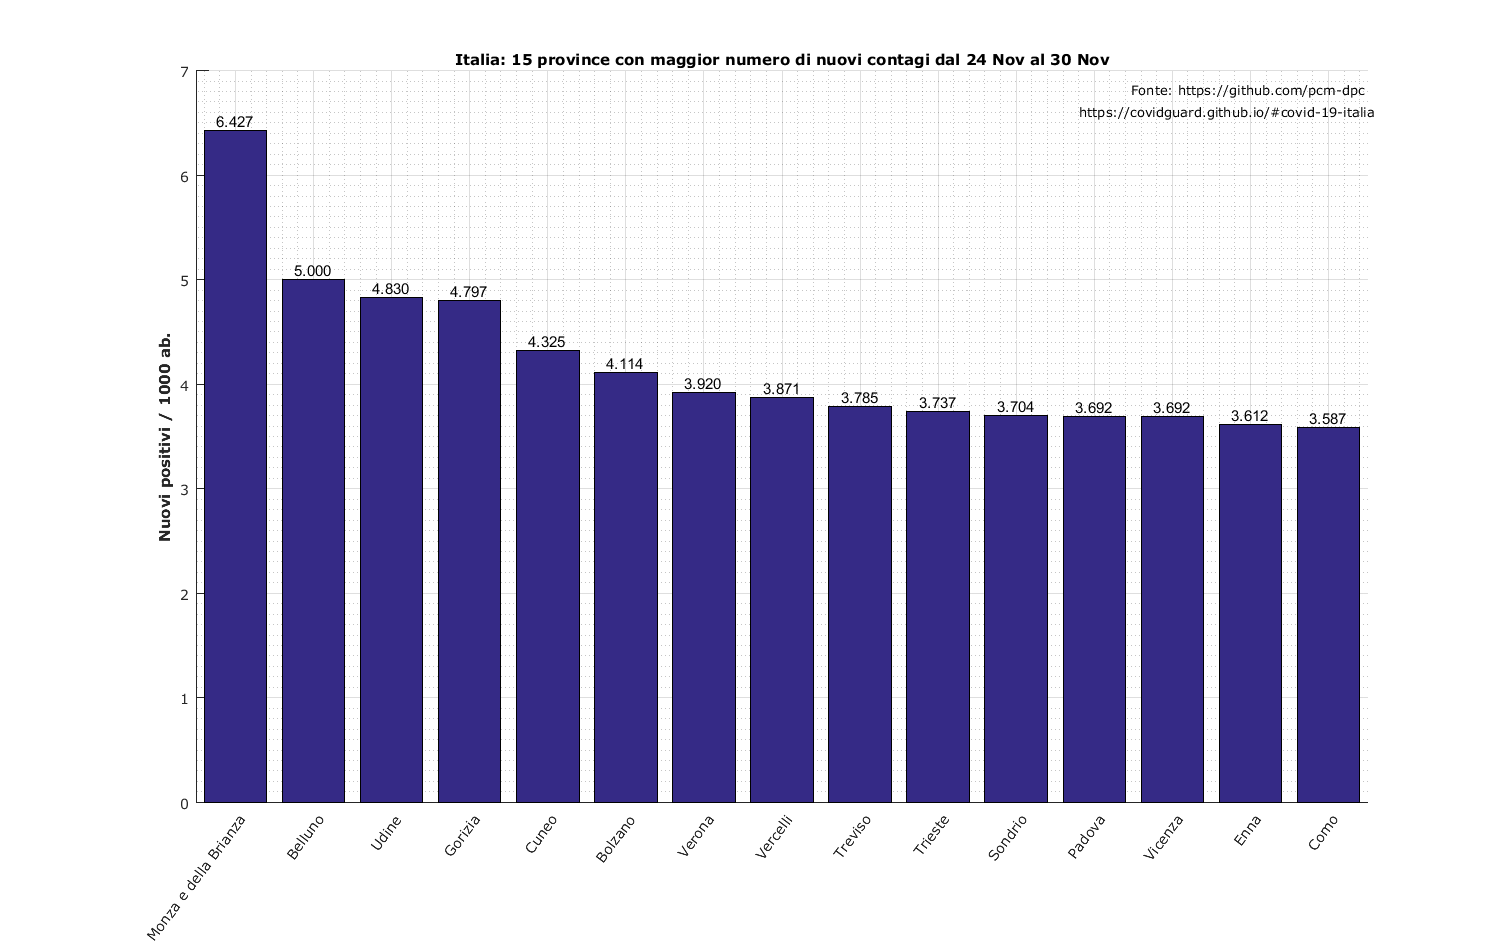 Italia: 15 province con maggior numero di nuovi contagi dal 24 Nov al 30 Nov
Fonte: https://github.com/pcm-dpc
https://covidguard.github.io/#covid-19-italia
Nuovi positivi / 1000 ab.
7
6
5
4
3
2
1
0
6.427
5.000
4.830
4.797
4.325
4.114
3.920
3.871
3.785
3.737
3.704
3.692
3.692
3.612
3.587
Monza e della Brianza
Belluno
Udine
Gorizia
Cuneo
Bolzano
Verona
Vercelli
Treviso
Trieste
Sondrio
Padova
Vicenza
Enna
Como